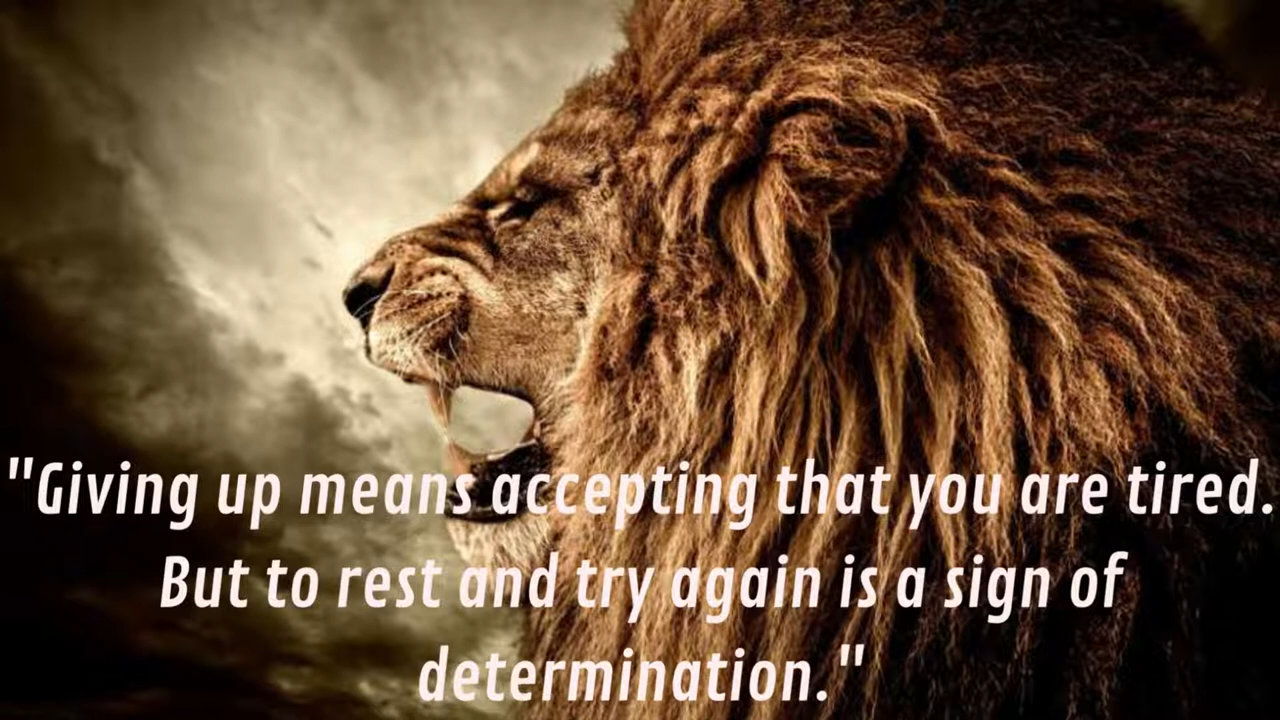 "Giving up means accepting that you are tired.
But to rest and try again is a sign of
determination."